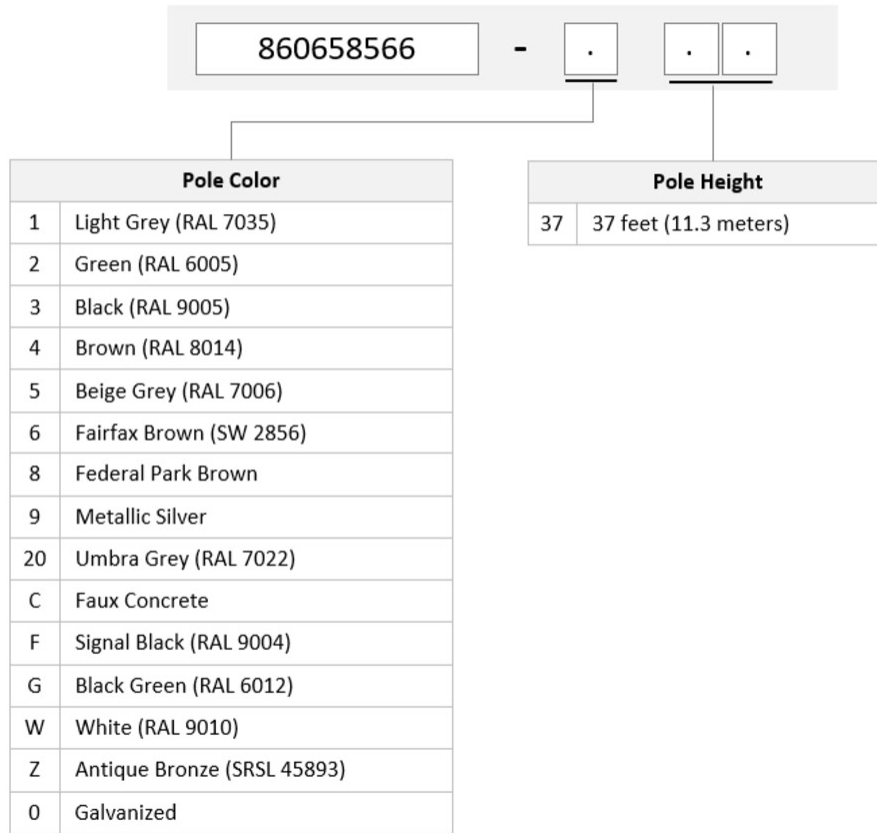 860658566 - . . .
Pole Color
1 Light Grey (RAL 7035)
2 Green (RAL 6005)
3 Black (RAL 9005)
4 Brown (RAL 8014)
5 Beige Grey (RAL 7006)
6 Fairfax Brown (SW 2856)
8 Federal Park Brown
9 Metallic Silver
20 Umbra Grey (RAL 7022)
C Faux Concrete
F Signal Black (RAL 9004)
G Black Green (RAL 6012)
W White (RAL 9010)
Z Antique Bronze (SRSL 45893)
0 Galvanized
Pole Height
37 37 feet (11.3 meters)